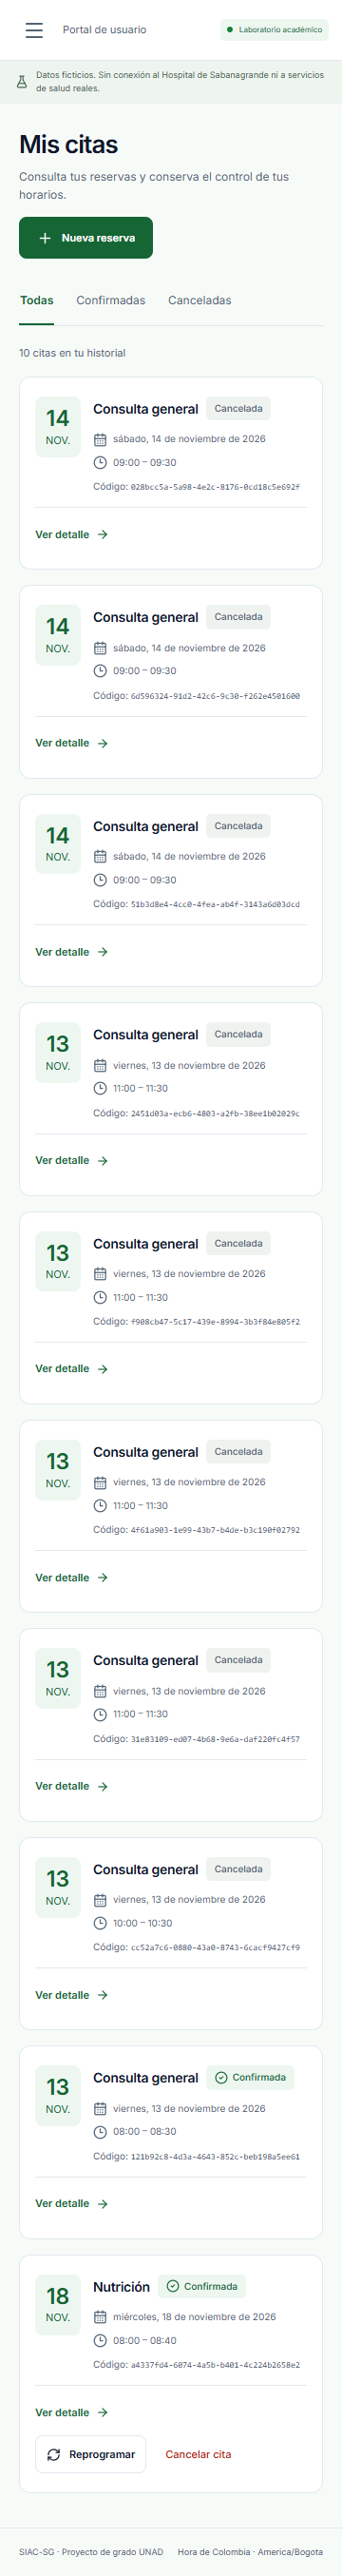 Portal de usuario
Laboratorio académico
Datos ficticios. Sin conexión al Hospital de Sabanagrande ni a servicios
de salud reales.
Mis citas
Consulta tus reservas y conserva el control de tus
horarios.
Nueva reserva
Todas Confirmadas Canceladas
10 citas en tu historial
14
NOV.
Consulta general Cancelada
sábado, 14 de noviembre de 2026
09:00 – 09:30
Código: 028bcc5a-5a98-4e2c-8176-0cd18c5e692f
Ver detalle
14
NOV.
Consulta general Cancelada
sábado, 14 de noviembre de 2026
09:00 – 09:30
Código: 6d596324-91d2-42c6-9c30-f262e4501600
Ver detalle
14
NOV.
Consulta general Cancelada
sábado, 14 de noviembre de 2026
09:00 – 09:30
Código: 51b3d8e4-4cc0-4fea-ab4f-3143a6d03dcd
Ver detalle
13
NOV.
Consulta general Cancelada
viernes, 13 de noviembre de 2026
11:00 – 11:30
Código: 2451d03a-ecb6-4803-a2fb-38ee1b02029c
Ver detalle
13
NOV.
Consulta general Cancelada
viernes, 13 de noviembre de 2026
11:00 – 11:30
Código: f908cb47-5c17-439e-8994-3b3f84e805f2
Ver detalle
13
NOV.
Consulta general Cancelada
viernes, 13 de noviembre de 2026
11:00 – 11:30
Código: 4f61a903-1e99-43b7-b4de-b3c190f02792
Ver detalle
13
NOV.
Consulta general Cancelada
viernes, 13 de noviembre de 2026
11:00 – 11:30
Código: 31e83109-ed07-4b68-9e6a-daf220fc4f57
Ver detalle
13
NOV.
Consulta general Cancelada
viernes, 13 de noviembre de 2026
10:00 – 10:30
Código: cc52a7c6-0880-43a0-8743-6cacf9427cf9
Ver detalle
13
NOV.
Consulta general Confirmada
viernes, 13 de noviembre de 2026
08:00 – 08:30
Código: 121b92c8-4d3a-4643-852c-beb198a5ee61
Ver detalle
18
NOV.
Nutrición Confirmada
miércoles, 18 de noviembre de 2026
08:00 – 08:40
Código: a4337fd4-6074-4a5b-b401-4c224b2658e2
Ver detalle
Reprogramar Cancelar cita
SIAC-SG · Proyecto de grado UNAD Hora de Colombia · America/Bogota